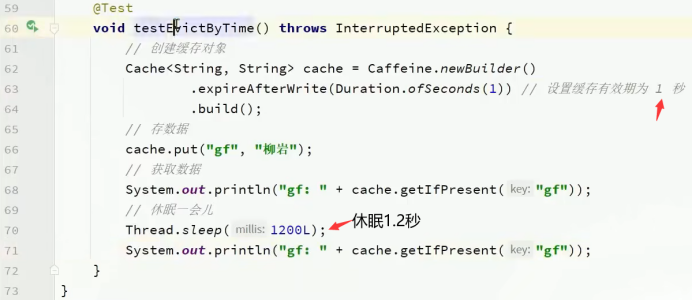 59 @Test
60 void testEvictByTime() throws InterruptedException {
61 // 创建缓存对象
62 Cache<String, String> cache = Caffeine.newBuilder()
63 .expireAfterWrite(Duration.ofSeconds(1)) // 设置缓存有效期为 1 秒
64 .build();
65 // 存数据
66 cache.put("gf", "柳岩");
67 // 获取数据
68 System.out.println("gf: " + cache.getIfPresent( key: "gf"));
69 // 休眠一会儿
70 Thread.sleep( millis: 1200L); 休眠1.2秒
71 System.out.println("gf: " + cache.getIfPresent( key: "gf"));
72 }
73 }